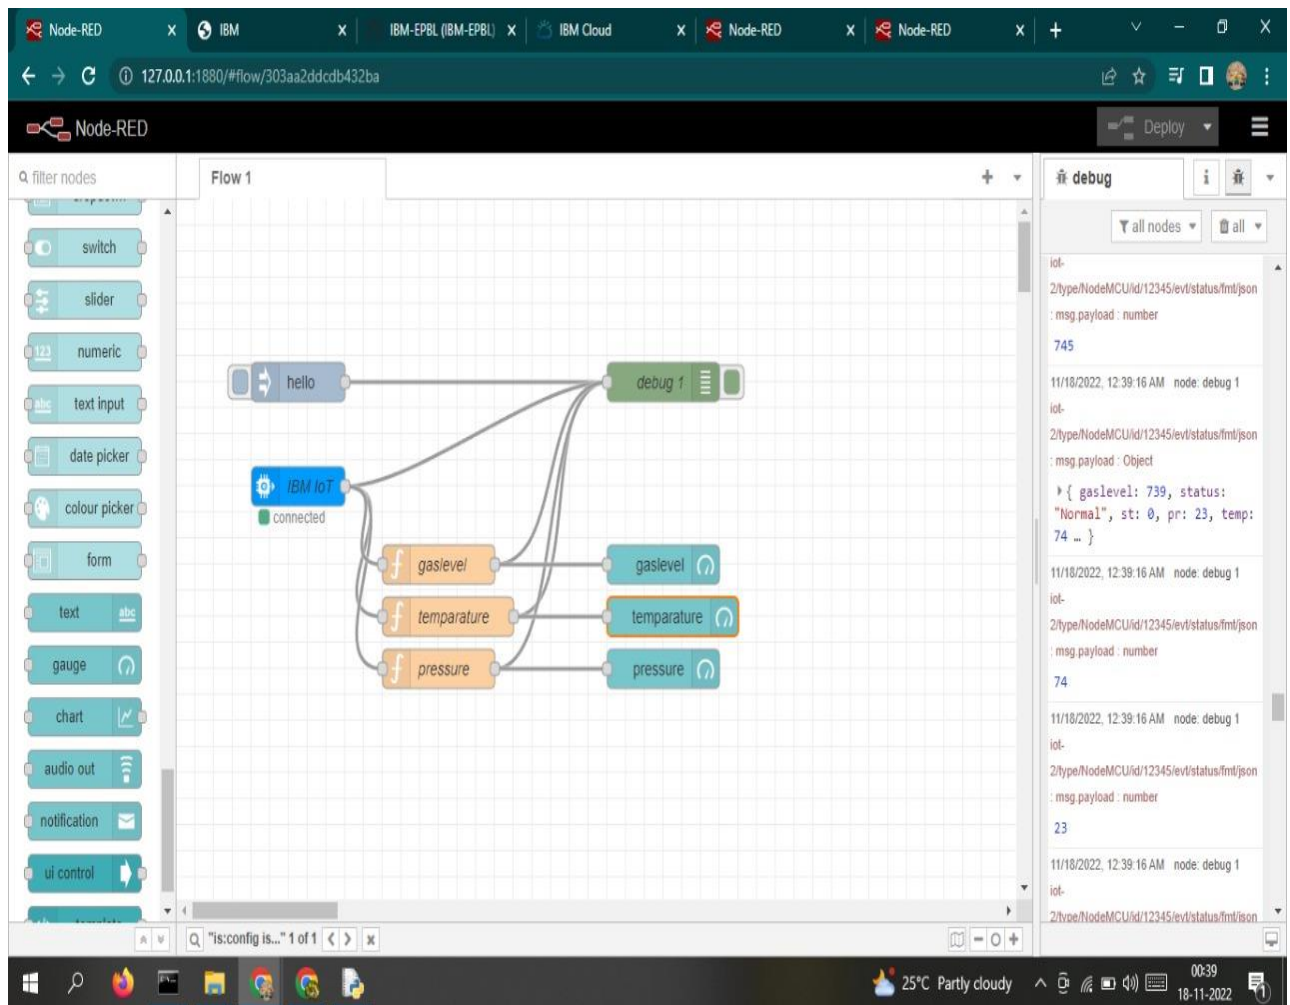 Node-RED
IBM
IBM-EPBL (IBM-EPBL)
IBM Cloud
Node-RED
Node-RED
127.0.0.1:1880/#flow/303aa2ddcdb432ba
Node-RED
Deploy
filter nodes
Flow 1
debug
i
all nodes
all
switch
slider
123 numeric
abc text input
date picker
colour picker
form
text abc
gauge
chart
audio out
notification
ui control
template
hello
debug 1
IBM IoT
connected
gaslevel
gaslevel
temparature
temparature
pressure
pressure
iot-
2/type/NodeMCU/id/12345/evt/status/fmt/json
: msg.payload : number
745
11/18/2022, 12:39:16 AM node: debug 1
iot-
2/type/NodeMCU/id/12345/evt/status/fmt/json
: msg.payload : Object
{ gaslevel: 739, status:
"Normal", st: 0, pr: 23, temp:
74 … }
11/18/2022, 12:39:16 AM node: debug 1
iot-
2/type/NodeMCU/id/12345/evt/status/fmt/json
: msg.payload : number
74
11/18/2022, 12:39:16 AM node: debug 1
iot-
2/type/NodeMCU/id/12345/evt/status/fmt/json
: msg.payload : number
23
11/18/2022, 12:39:16 AM node: debug 1
iot-
2/type/NodeMCU/id/12345/evt/status/fmt/json
"is:config is..." 1 of 1
25°C Partly cloudy
00:39
18-11-2022
1